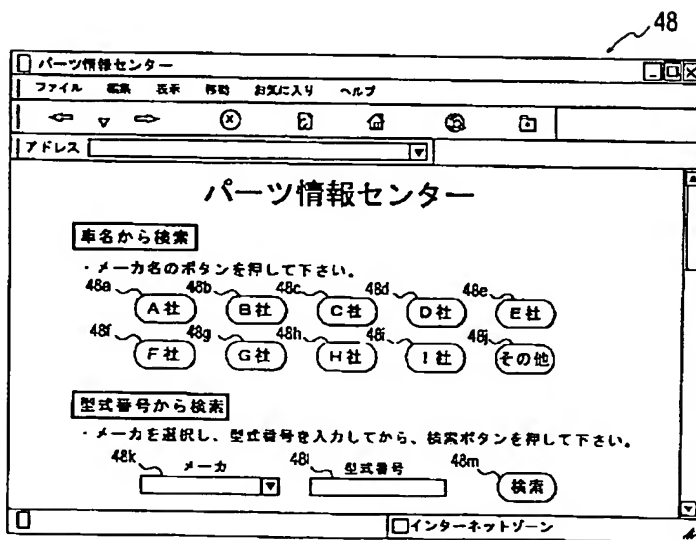 48
パーツ情報センター
ファイル 編集 表示 移動 お気に入り ヘルプ
アドレス
パーツ情報センター
車名から検索
・メーカ名のボタンを押して下さい。
48a 48b 48c 48d 48e
A社 B社 C社 D社 E社
48f 48g 48h 48i 48j
F社 G社 H社 I社 その他
型式番号から検索
・メーカを選択し、型式番号を入力してから、検索ボタンを押して下さい。
48k メーカ 48l 型式番号 48m
検索
インターネットゾーン